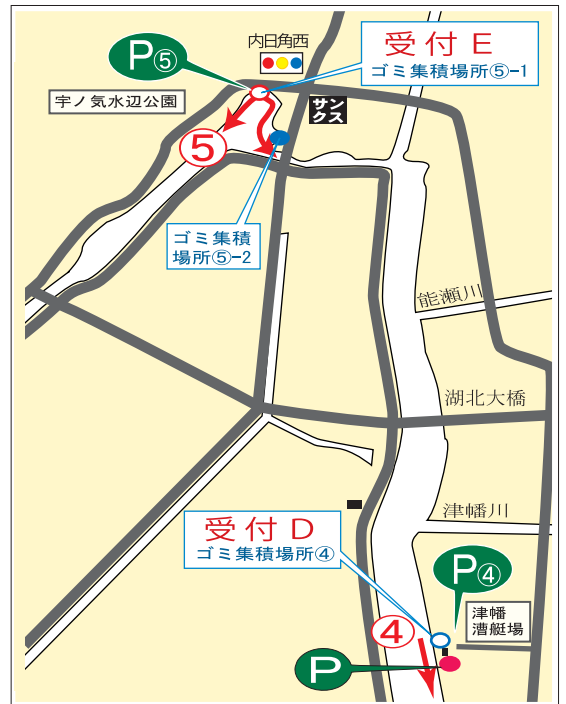 内日角西
P⑤
受付E
ゴミ集積場所⑤-1
宇ノ気水辺公園
サン
クス
⑤
ゴミ集積
場所⑤-2
能瀬川
湖北大橋
津幡川
受付D
ゴミ集積場所④
P④
津幡
漕艇場
④
P